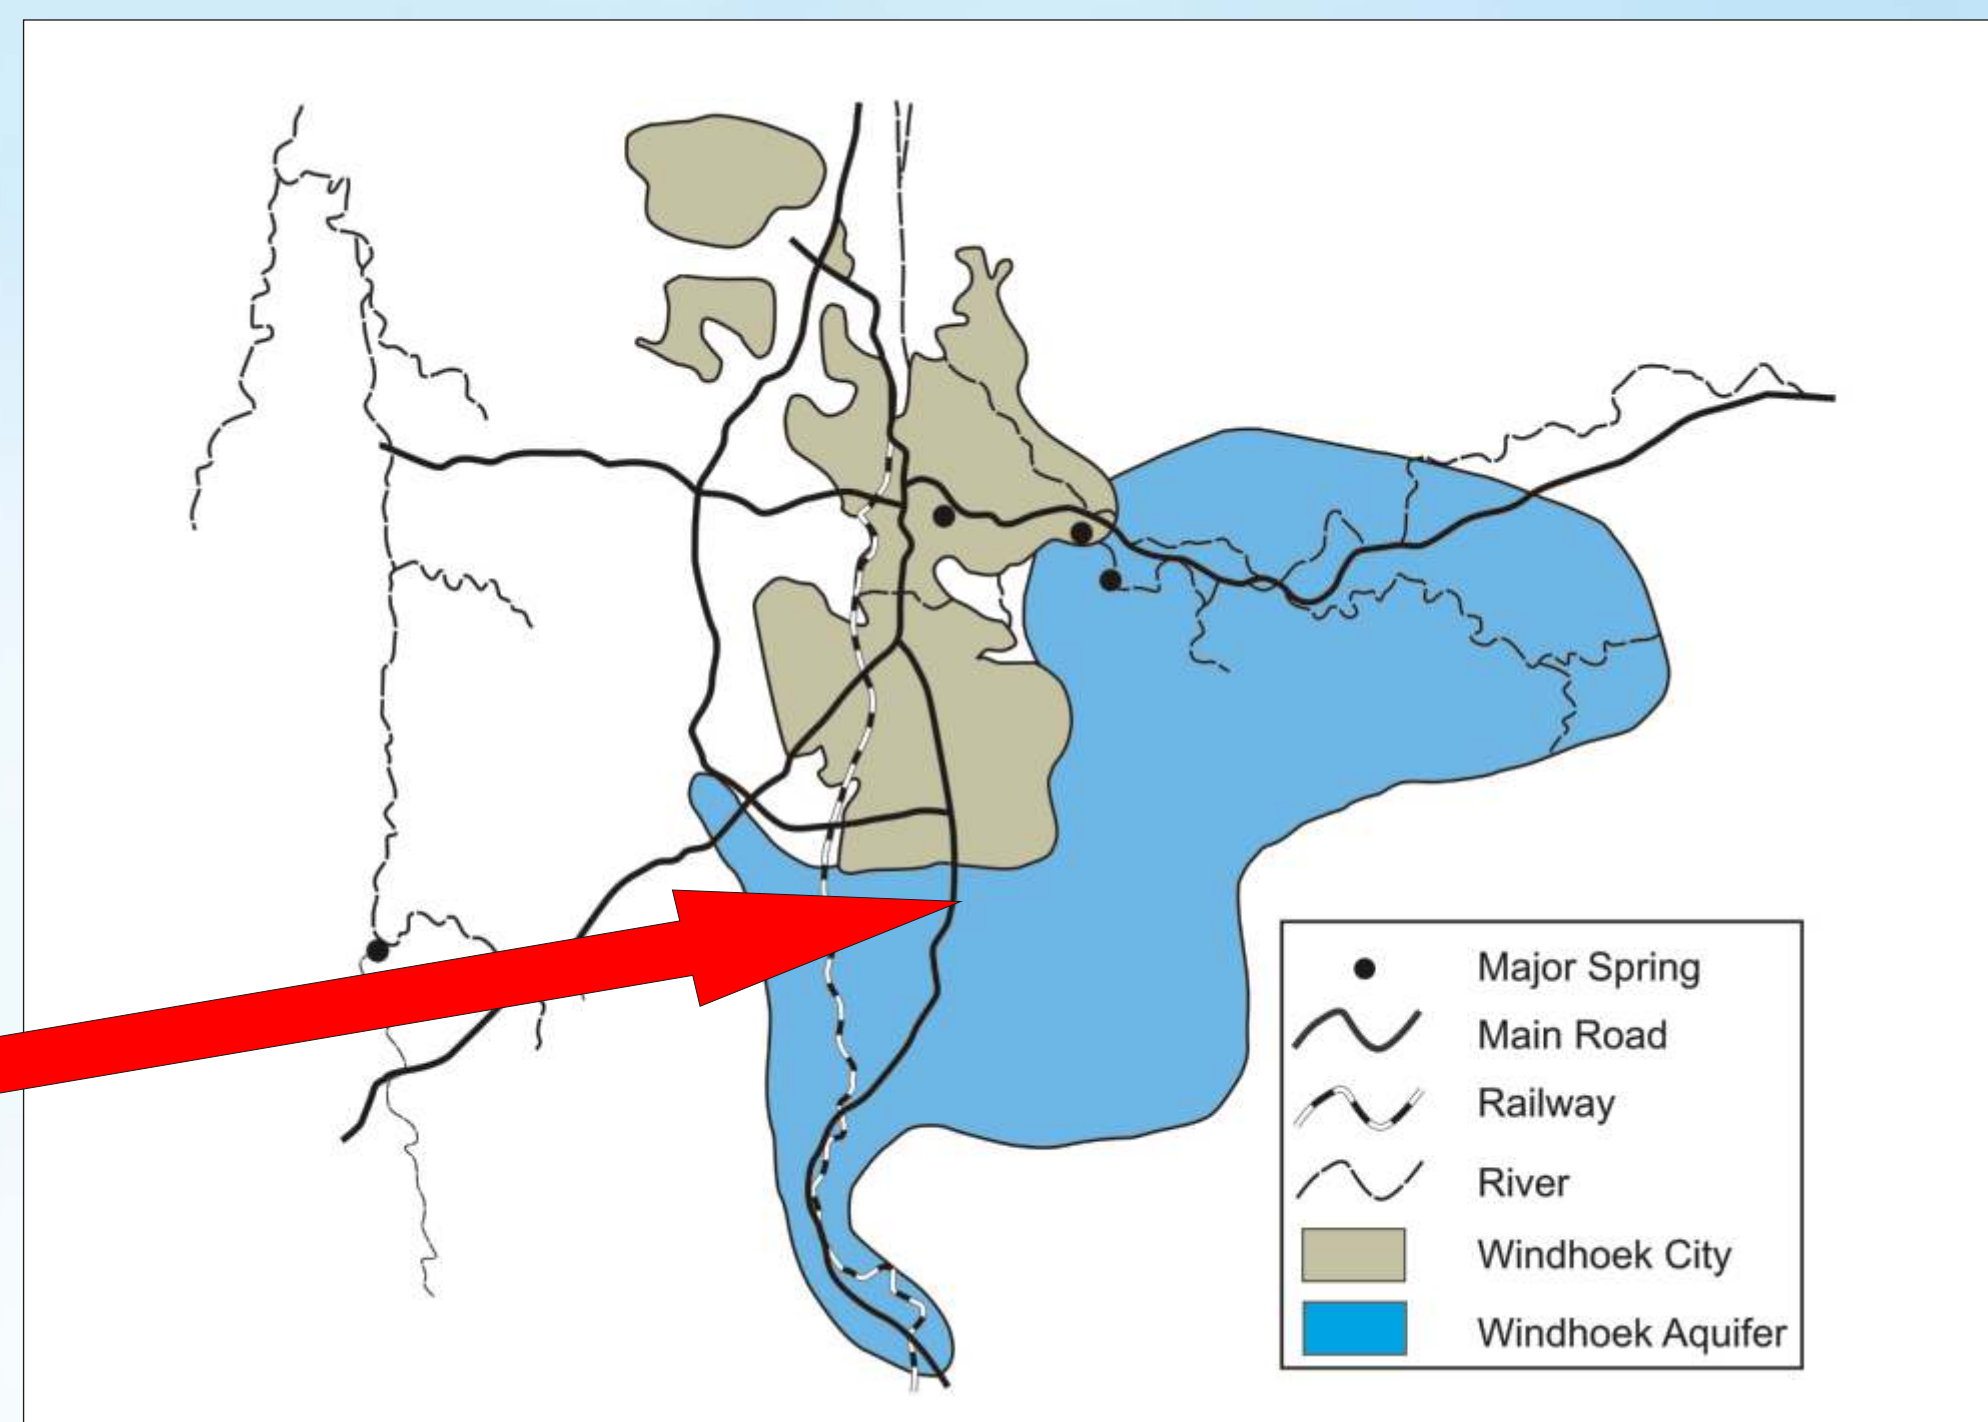 Major Spring
Main Road
Railway
River
Windhoek City
Windhoek Aquifer